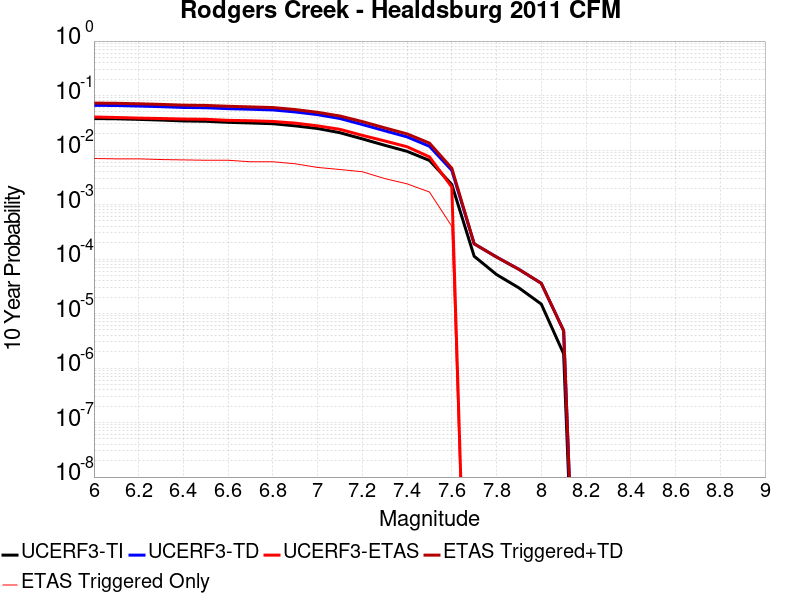 Rodgers Creek - Healdsburg 2011 CFM
10 Year Probability
10^0
10^-1
10^-2
10^-3
10^-4
10^-5
10^-6
10^-7
10^-8
6 6.2 6.4 6.6 6.8 7 7.2 7.4 7.6 7.8 8 8.2 8.4 8.6 8.8 9
Magnitude
UCERF3-TI UCERF3-TD UCERF3-ETAS ETAS Triggered+TD
ETAS Triggered Only